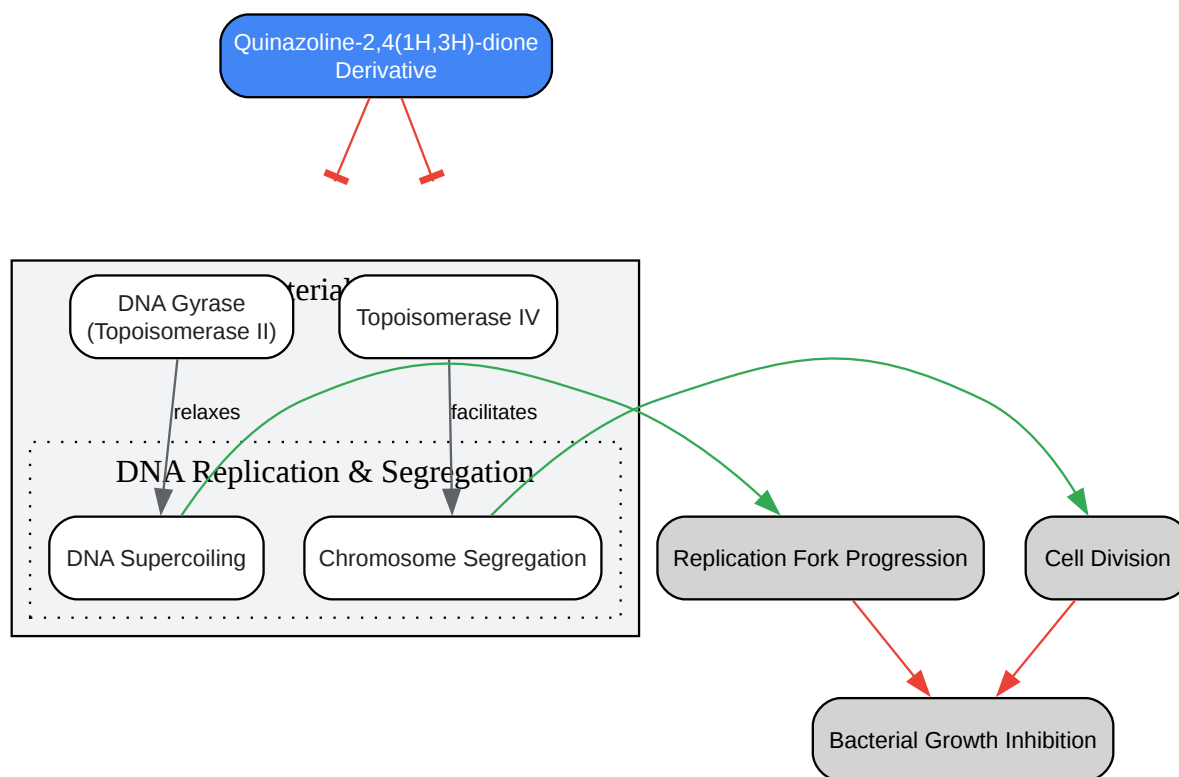 Quinazoline-2,4(1H,3H)-dione
Derivative
DNA Gyrase
(Topoisomerase II)
Topoisomerase IV
relaxes
facilitates
DNA Replication & Segregation
DNA Supercoiling
Chromosome Segregation
Replication Fork Progression
Cell Division
Bacterial Growth Inhibition